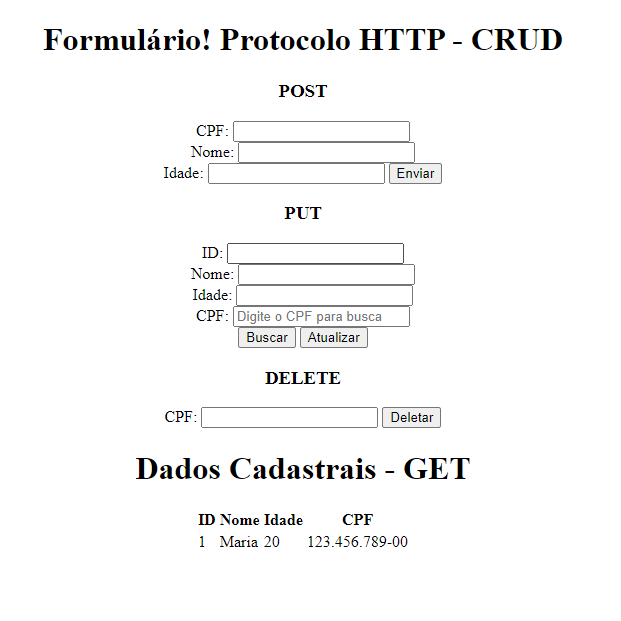 Formulário! Protocolo HTTP - CRUD
POST
CPF:
Nome:
Idade: Enviar
PUT
ID:
Nome:
Idade:
CPF: Digite o CPF para busca
Buscar Atualizar
DELETE
CPF: Deletar
Dados Cadastrais - GET
ID Nome Idade CPF
1 Maria 20 123.456.789-00